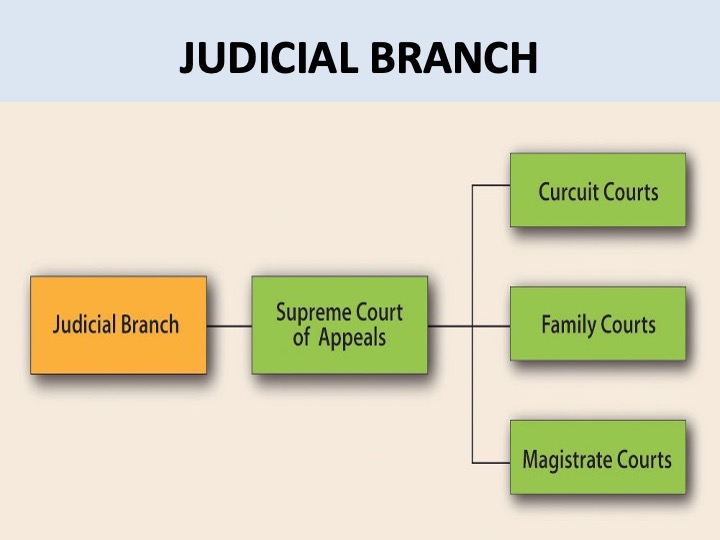 JUDICIAL BRANCH
Judicial Branch
Supreme Court
of Appeals
Curcuit Courts
Family Courts
Magistrate Courts